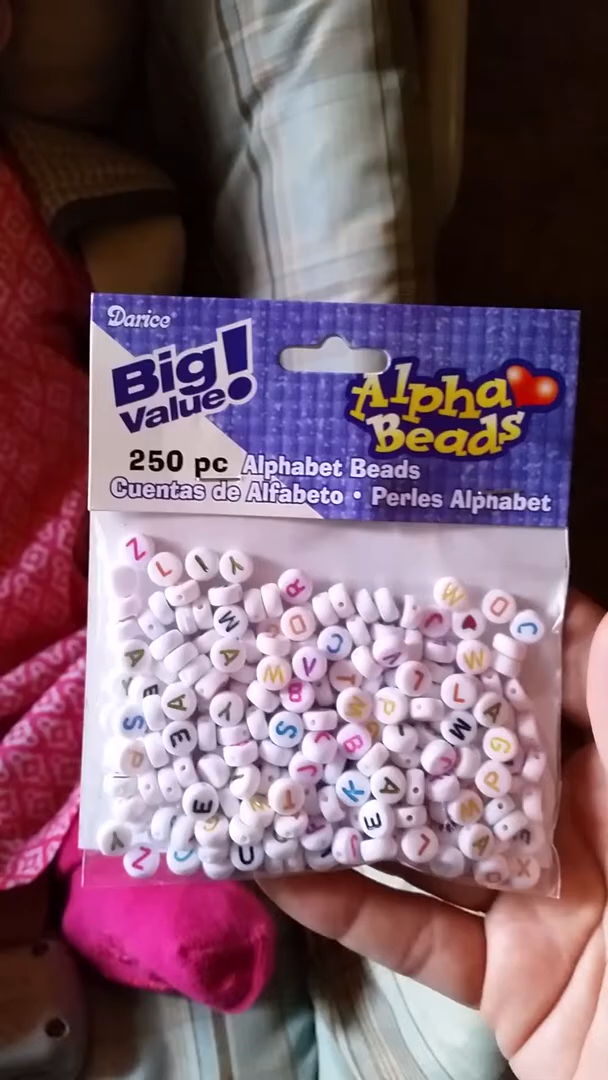 Darice
Big!
Value!
Alpha
Beads
250 pc Alphabet Beads
Cuentas de Alfabeto • Perles Alphabet
Z L I Y
R W O C
M D J
A A C W
W V V L L
B T
A Y W P A
S E S M G
B J
P K A P
E T E W
Y Z J U J L A X